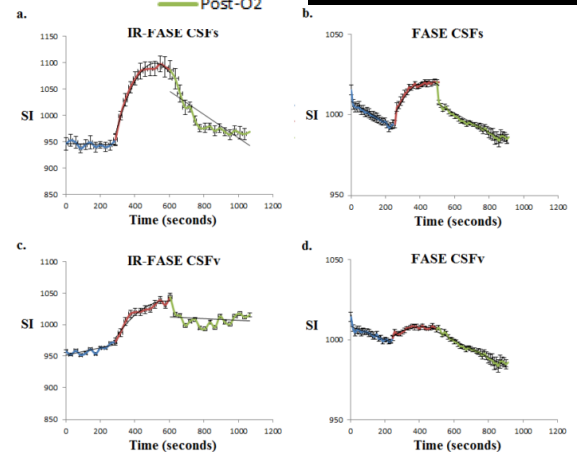 Post-O2
a.
IR-FASE CSFs
1150
1100
1050
1000
950
900
850
SI
0 200 400 600 800 1000 1200
Time (seconds)
b.
FASE CSFs
1050
1000
950
SI
0 200 400 600 800 1000 1200
Time (seconds)
c.
IR-FASE CSFv
1100
1050
1000
950
900
850
SI
0 200 400 600 800 1000 1200
Time (seconds)
d.
FASE CSFv
1050
1000
950
SI
0 200 400 600 800 1000 1200
Time (seconds)